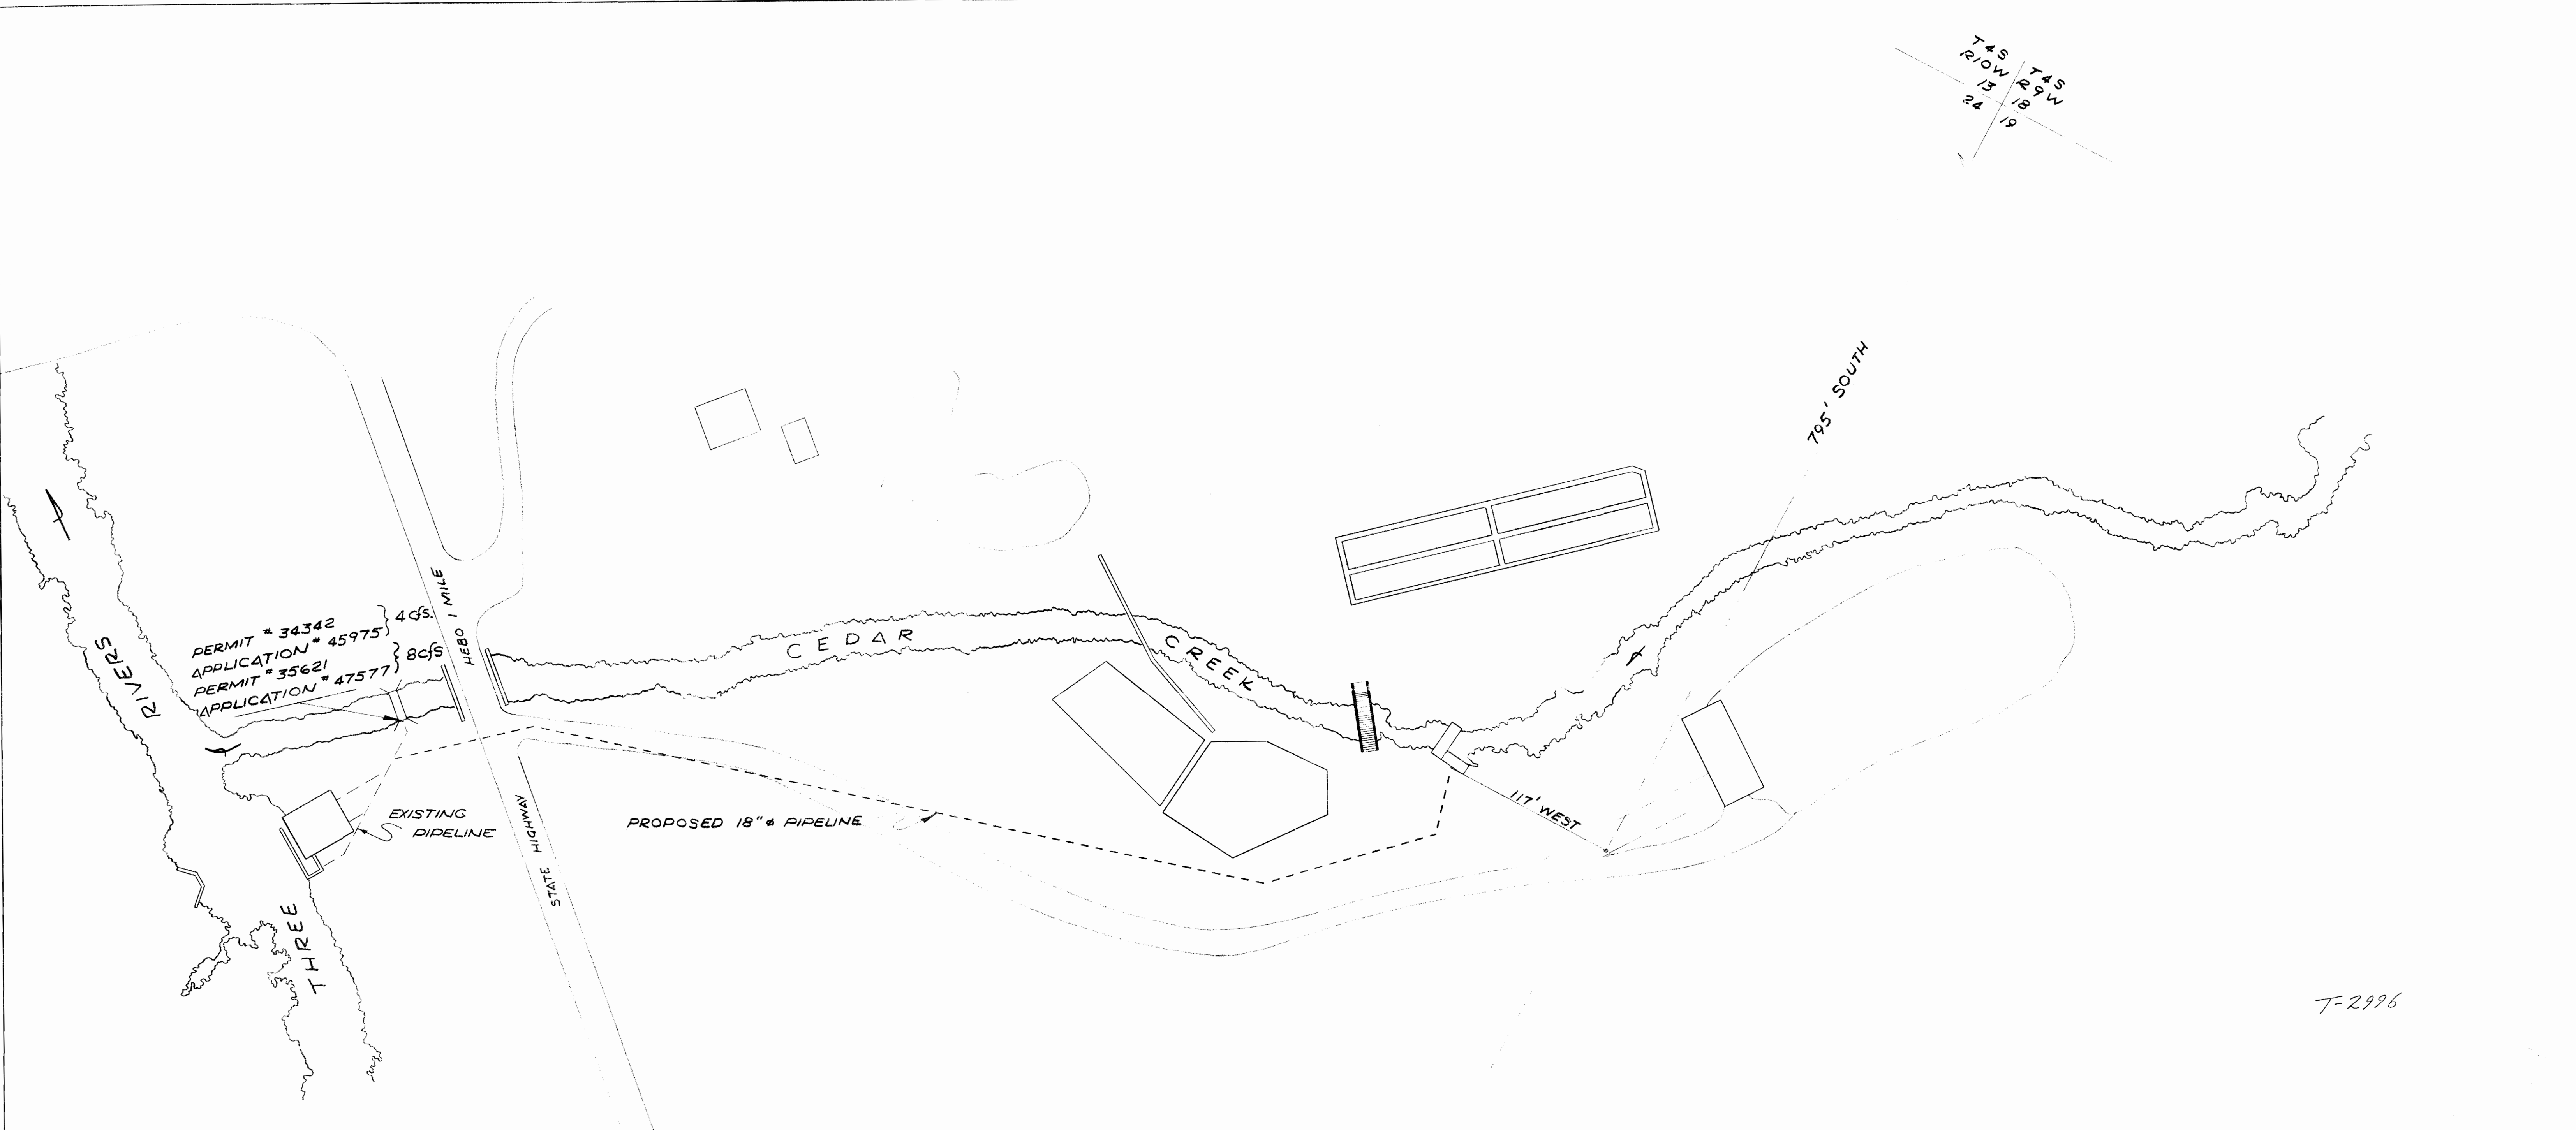 T4S
R10W
13
24
T4S
R9W
18
19
795' SOUTH
HEBO 1 MILE
PERMIT # 34342
APPLICATION # 45975 } 4 cfs.
PERMIT # 35621
APPLICATION # 47577 } 8 cfs
CEDAR CREEK
THREE RIVERS
EXISTING
PIPELINE
PROPOSED 18" ⌀ PIPELINE
STATE HIGHWAY
117' WEST
T-2996